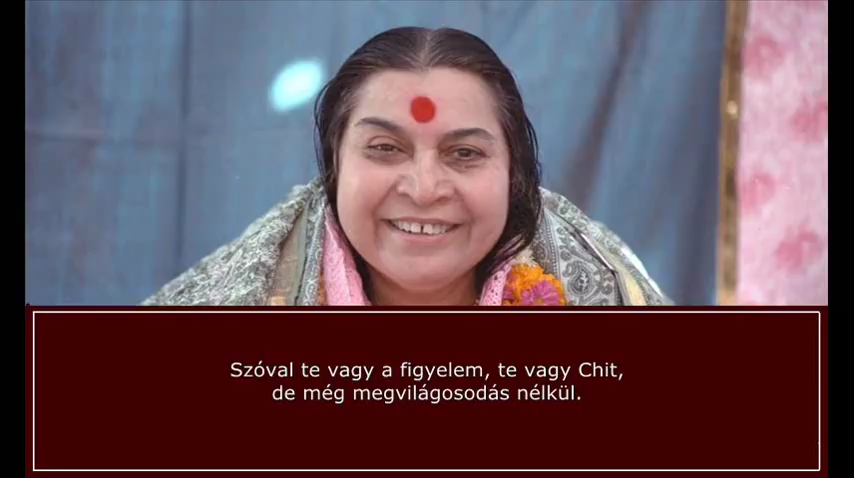 Szóval te vagy a figyelem, te vagy Chit,
de még megvilágosodás nélkül.